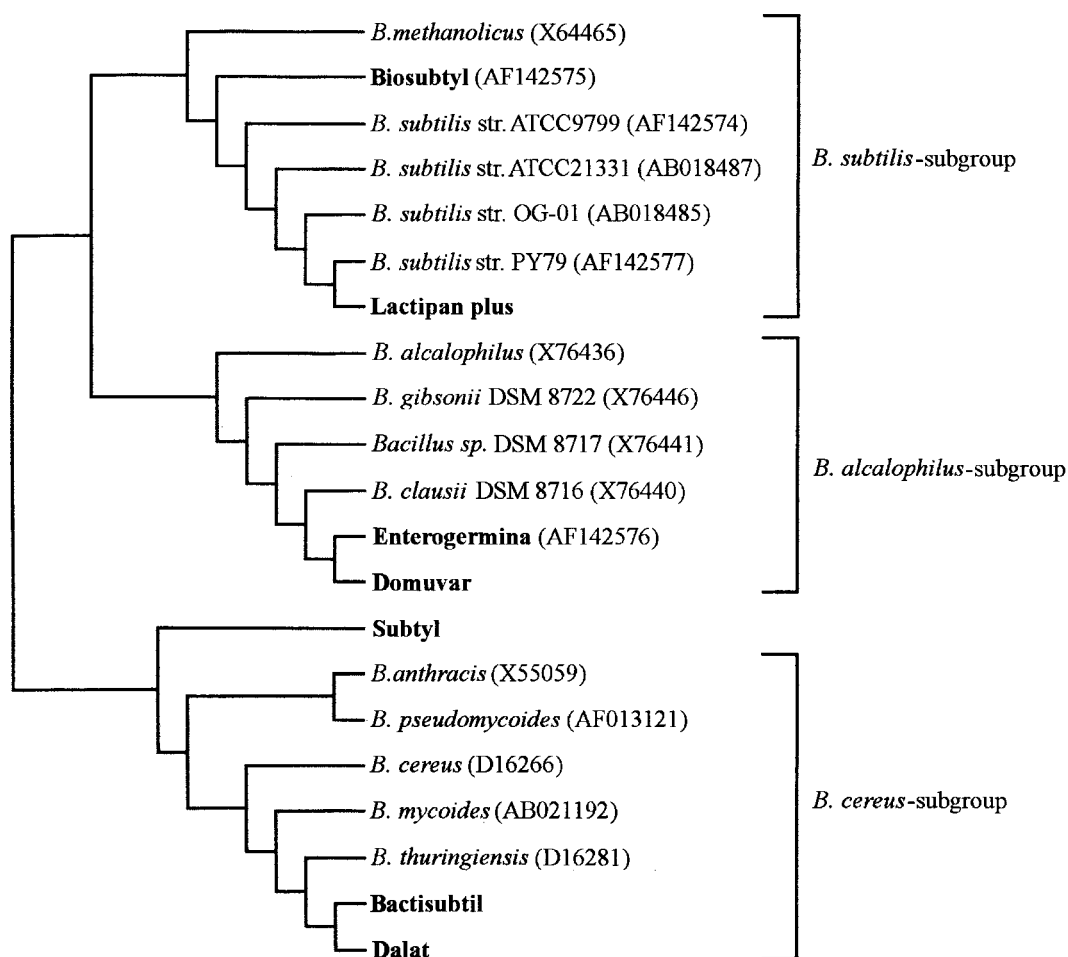 B.methanolicus (X64465)
Biosubtyl (AF142575)
B. subtilis str. ATCC9799 (AF142574)
B. subtilis str. ATCC21331 (AB018487)
B. subtilis-subgroup
B. subtilis str. OG-01 (AB018485)
B. subtilis str. PY79 (AF142577)
Lactipan plus
B. alcalophilus (X76436)
B. gibsonii DSM 8722 (X76446)
Bacillus sp. DSM 8717 (X76441)
B. alcalophilus-subgroup
B. clausii DSM 8716 (X76440)
Enterogermina (AF142576)
Domuvar
Subtyl
B.anthracis (X55059)
B. pseudomycoides (AF013121)
B. cereus (D16266)
B. cereus-subgroup
B. mycoides (AB021192)
B. thuringiensis (D16281)
Bactisubtil
Dalat